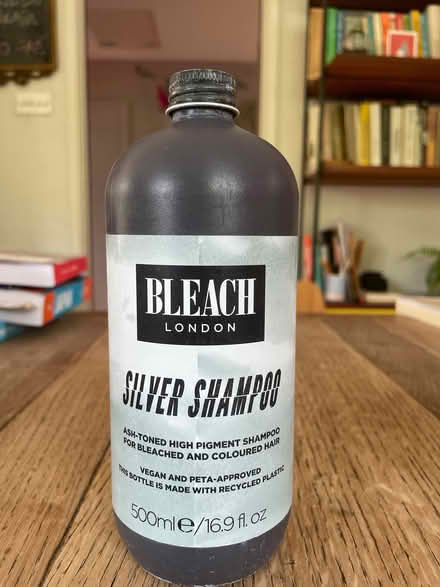 BLEACH
LONDON
SILVER SHAMPOO
ASH-TONED HIGH PIGMENT SHAMPOO
FOR BLEACHED AND COLOURED HAIR
VEGAN AND PETA-APPROVED
THIS BOTTLE IS MADE WITH RECYCLED PLASTIC
500ml℮/16.9 fl. oz